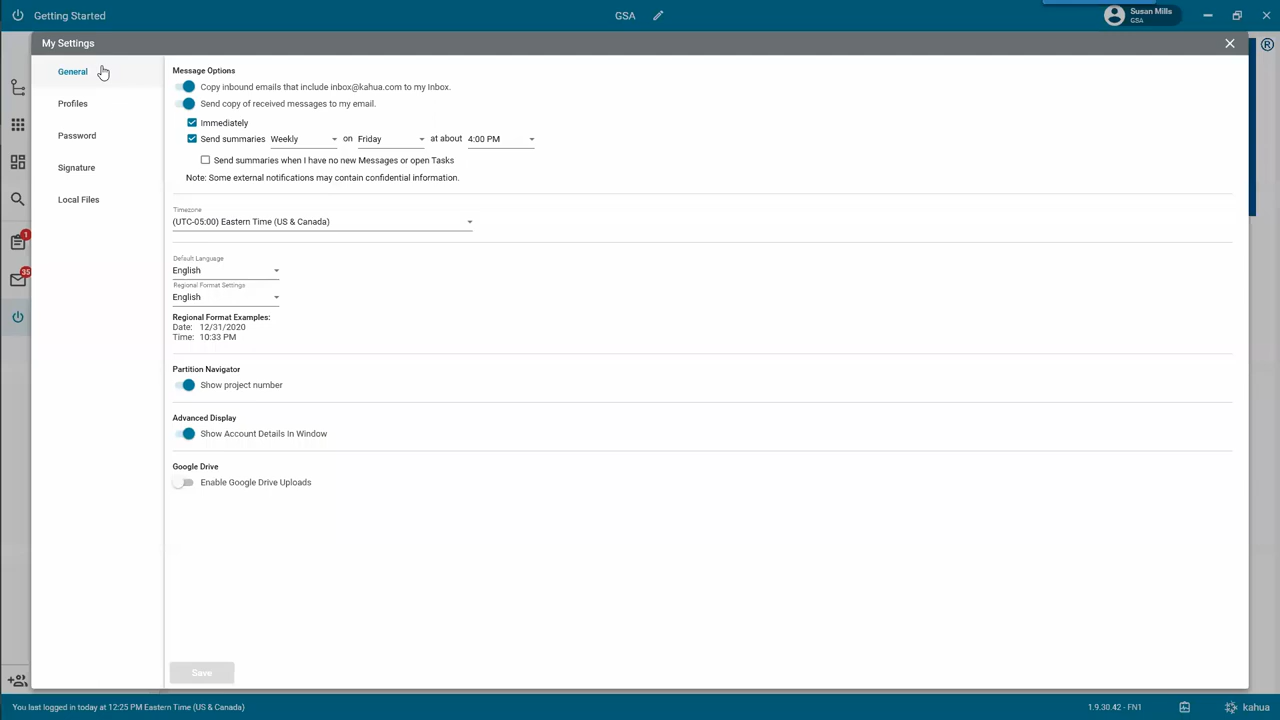 Getting Started
GSA
Susan Mills
GSA
My Settings
®
General
Profiles
Password
Signature
Local Files
1
35
Message Options
Copy inbound emails that include inbox@kahua.com to my Inbox.
Send copy of received messages to my email.
Immediately
Send summaries Weekly on Friday at about 4:00 PM
Send summaries when I have no new Messages or open Tasks
Note: Some external notifications may contain confidential information.
Timezone
(UTC-05:00) Eastern Time (US & Canada)
Default Language
English
Regional Format Settings
English
Regional Format Examples:
Date: 12/31/2020
Time: 10:33 PM
Partition Navigator
Show project number
Advanced Display
Show Account Details In Window
Google Drive
Enable Google Drive Uploads
Save
You last logged in today at 12:25 PM Eastern Time (US & Canada)
1.9.30.42 - FN1
kahua